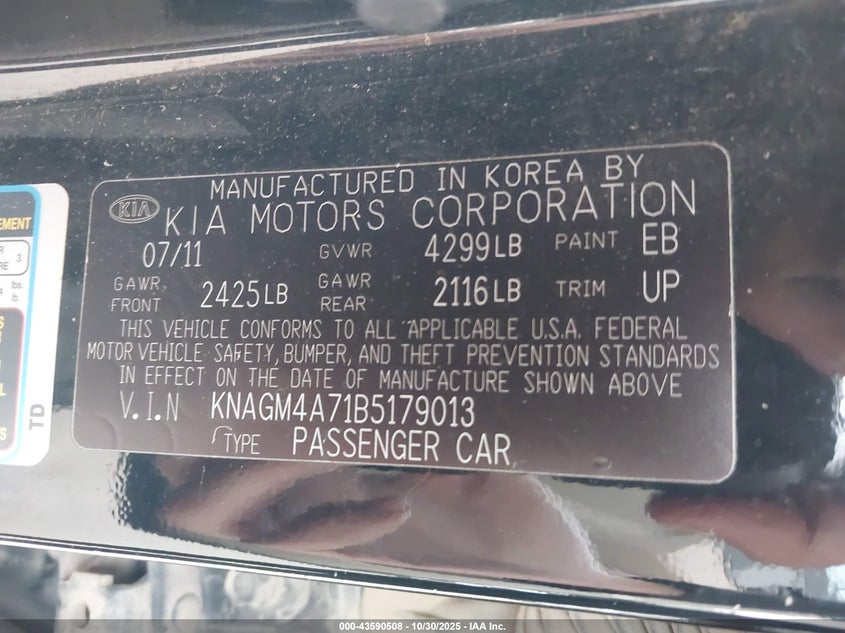 MANUFACTURED IN KOREA BY
KIA KIA MOTORS CORPORATION
07/11 GVWR 4299LB PAINT EB
GAWR FRONT 2425LB GAWR REAR 2116LB TRIM UP
THIS VEHICLE CONFORMS TO ALL APPLICABLE U.S.A. FEDERAL
MOTOR VEHICLE SAFETY, BUMPER, AND THEFT PREVENTION STANDARDS
IN EFFECT ON THE DATE OF MANUFACTURE SHOWN ABOVE
V.I.N KNAGM4A71B5179013
TYPE PASSENGER CAR
3
lbs.
TD
000-43590508 - 10/30/2025 - IAA Inc.